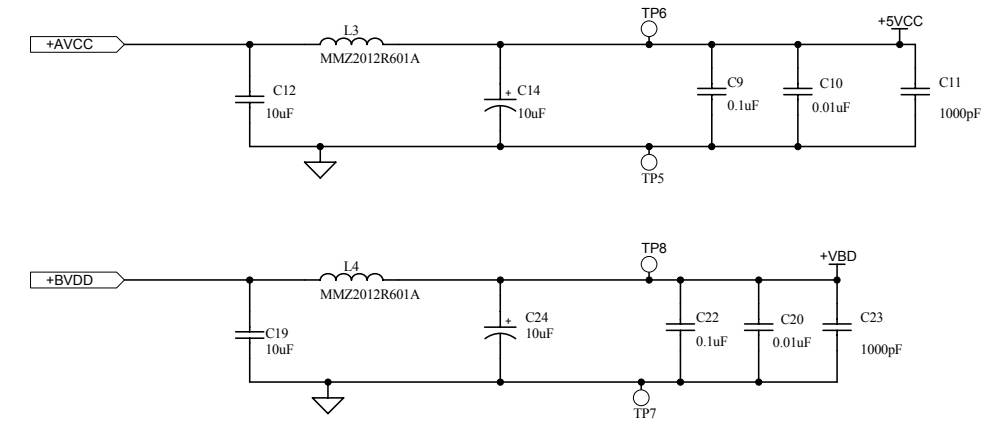 TP6
+5VCC
+AVCC
L3
MMZ2012R601A
C12
10uF
+ C14
10uF
C9
0.1uF
C10
0.01uF
C11
1000pF
TP5
TP8
+VBD
+BVDD
L4
MMZ2012R601A
C19
10uF
+ C24
10uF
C22
0.1uF
C20
0.01uF
C23
1000pF
TP7